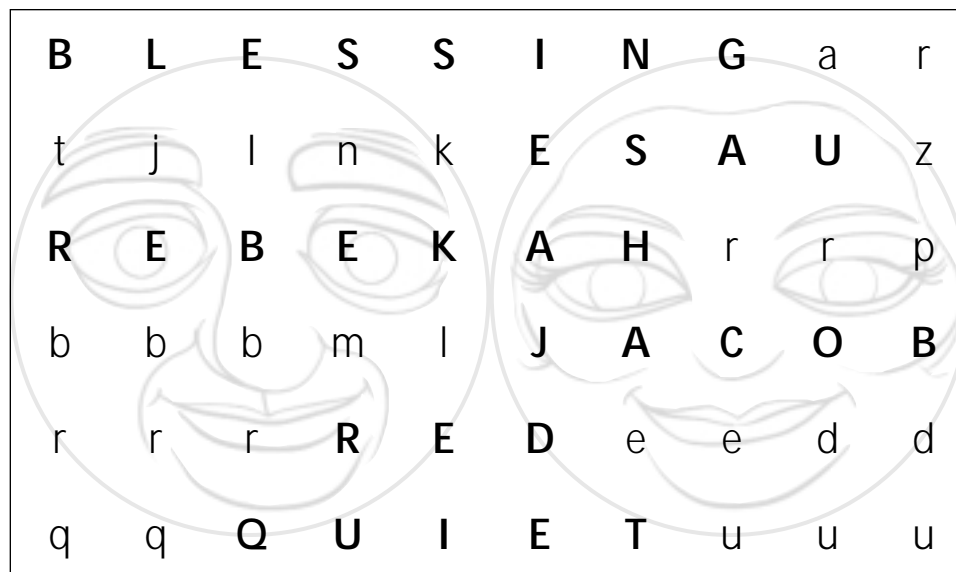 B L E S S I N G a r
t j l n k E S A U z
R E B E K A H r r p
b b b m l J A C O B
r r r R E D e e d d
q q Q U I E T u u u